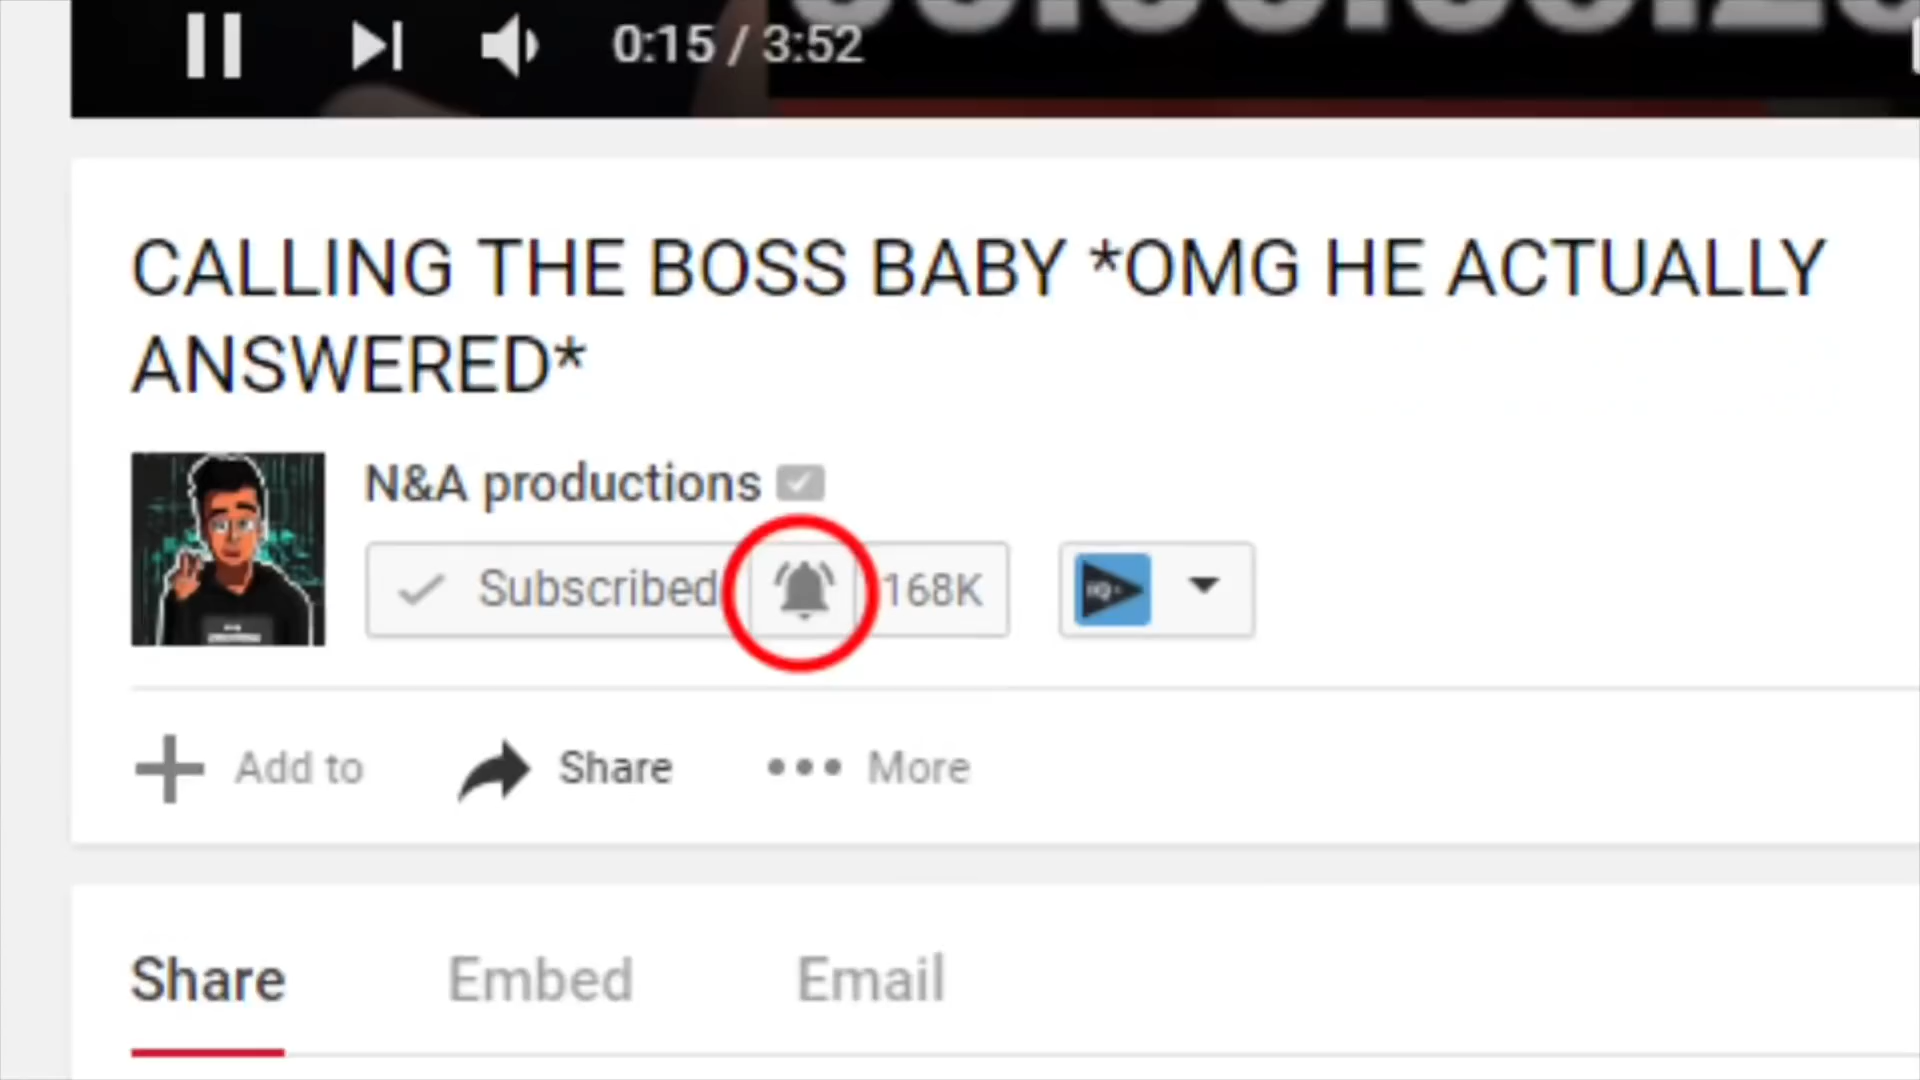 0:15 / 3:52
CALLING THE BOSS BABY *OMG HE ACTUALLY
ANSWERED*
N&A productions
Subscribed 168K
Add to Share More
Share Embed Email